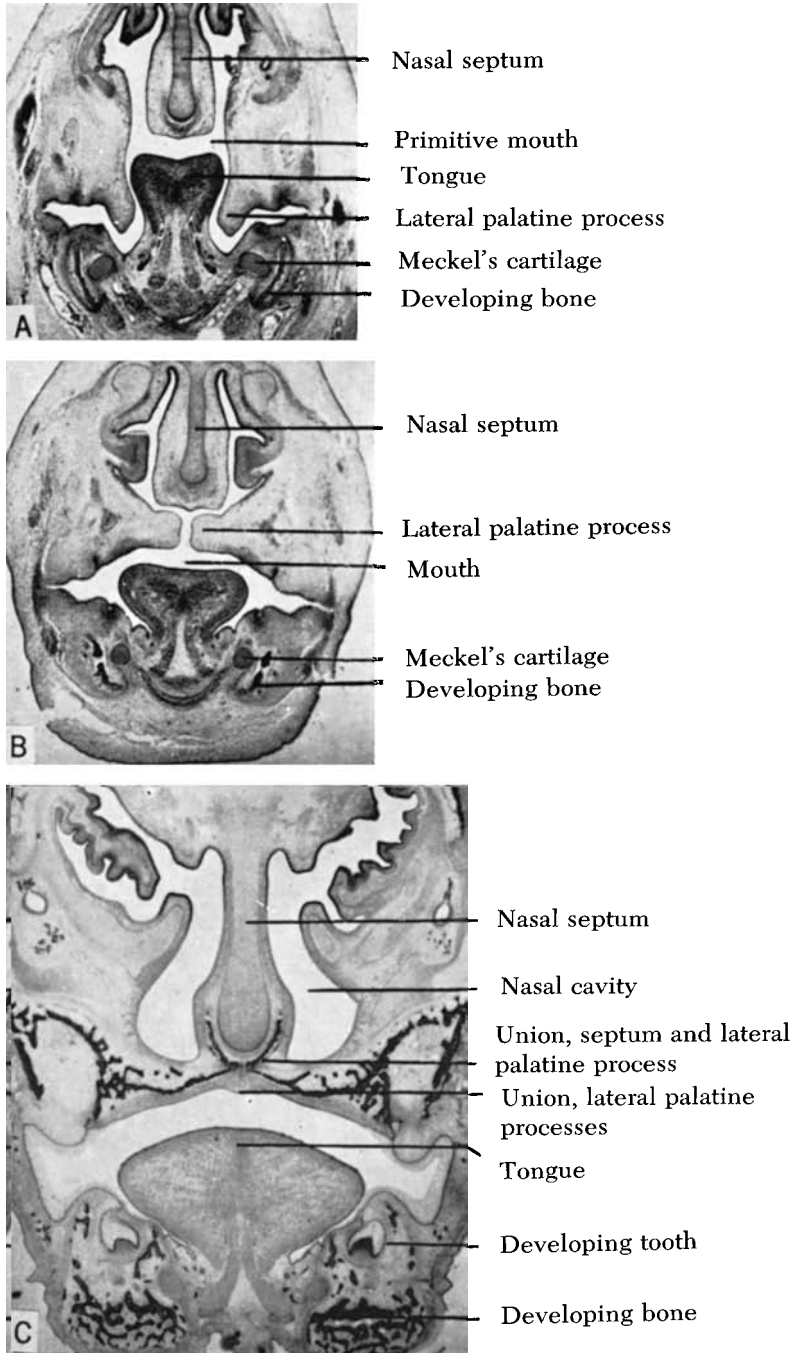 Nasal septum
Primitive mouth
Tongue
Lateral palatine process
Meckel's cartilage
Developing bone
A
Nasal septum
Lateral palatine process
Mouth
Meckel's cartilage
Developing bone
B
Nasal septum
Nasal cavity
Union, septum and lateral
palatine process
Union, lateral palatine
processes
Tongue
Developing tooth
Developing bone
C